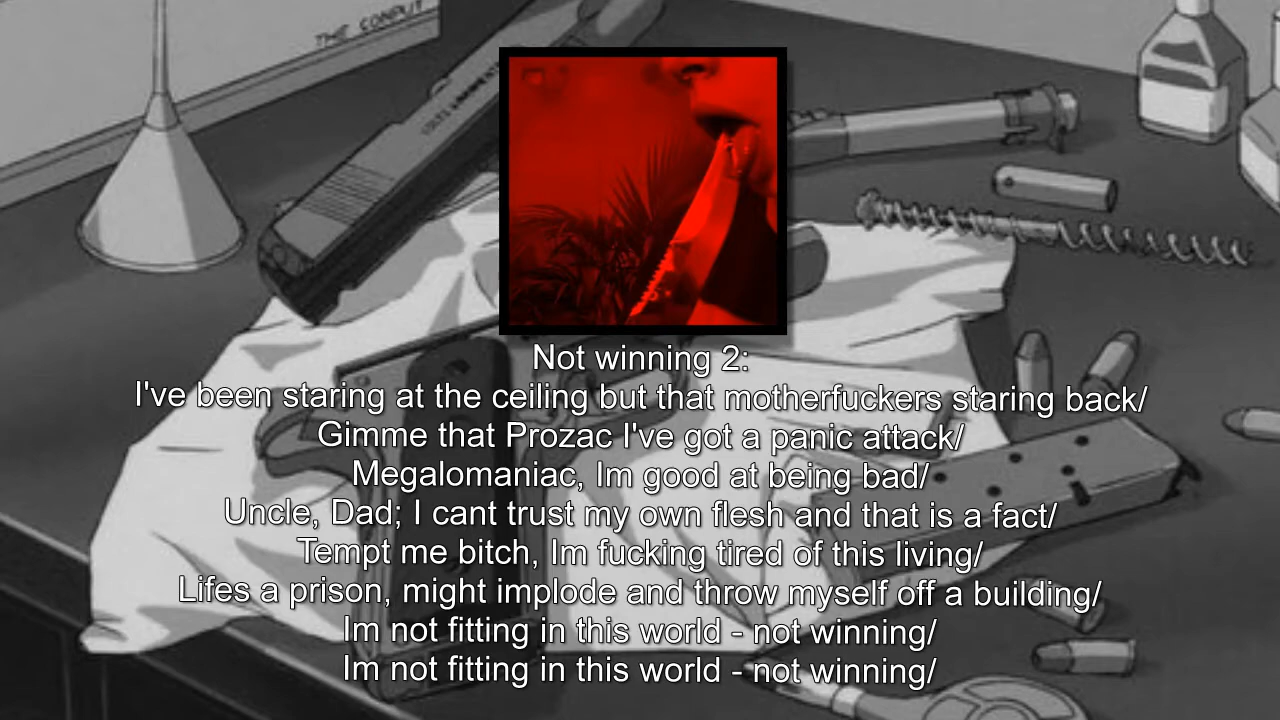 THE CONPUT
Not winning 2:
I've been staring at the ceiling but that motherfuckers staring back/
Gimme that Prozac I've got a panic attack/
Megalomaniac, Im good at being bad/
Uncle, Dad; I cant trust my own flesh and that is a fact/
Tempt me bitch, Im fucking tired of this living/
Lifes a prison, might implode and throw myself off a building/
Im not fitting in this world - not winning/
Im not fitting in this world - not winning/